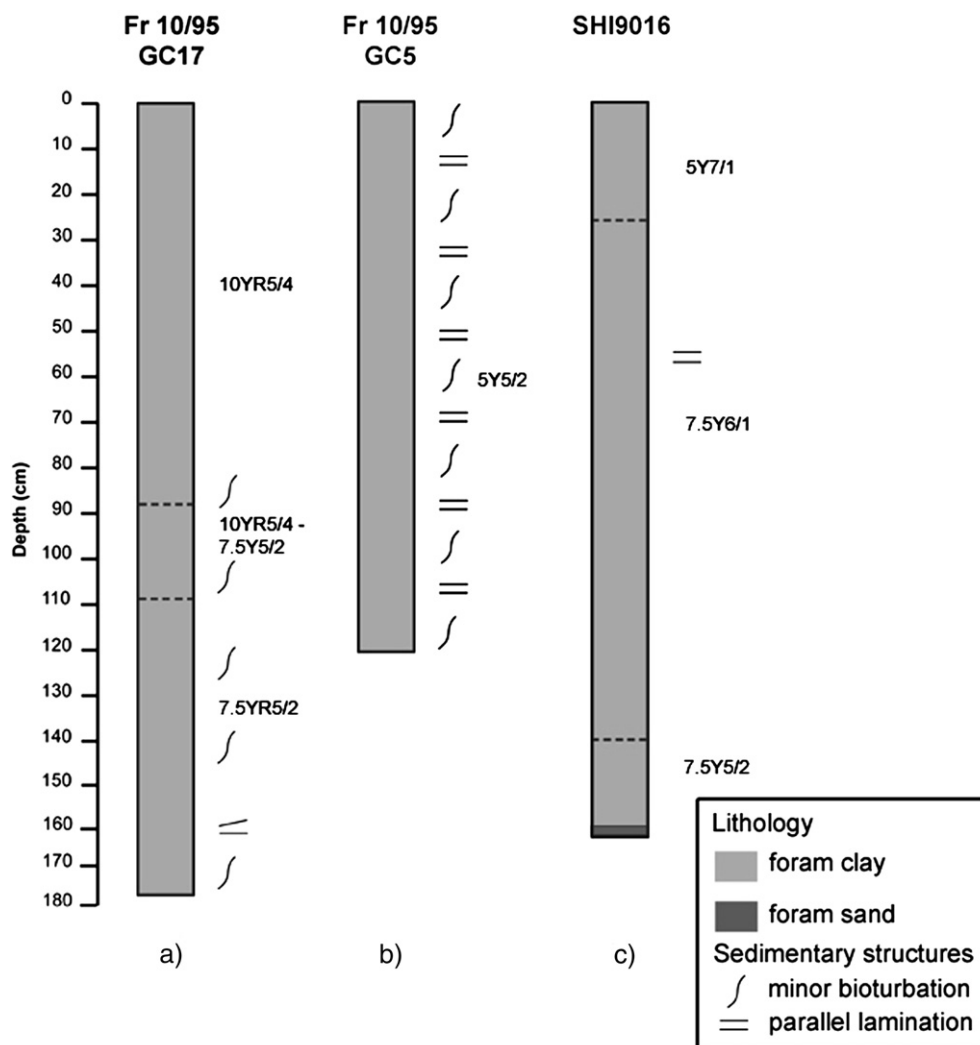 Fr 10/95
GC17
Fr 10/95
GC5
SHI9016
Depth (cm)
0
10
20
30
40
50
60
70
80
90
100
110
120
130
140
150
160
170
180
10YR5/4
10YR5/4 -
7.5Y5/2
7.5YR5/2
5Y5/2
5Y7/1
7.5Y6/1
7.5Y5/2
a)
b)
c)
Lithology
foram clay
foram sand
Sedimentary structures
minor bioturbation
parallel lamination